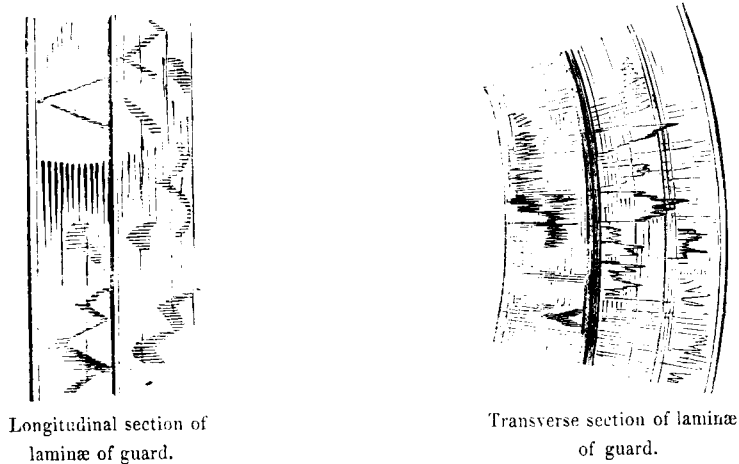 Longitudinal section of
laminæ of guard.
Transverse section of laminæ
of guard.